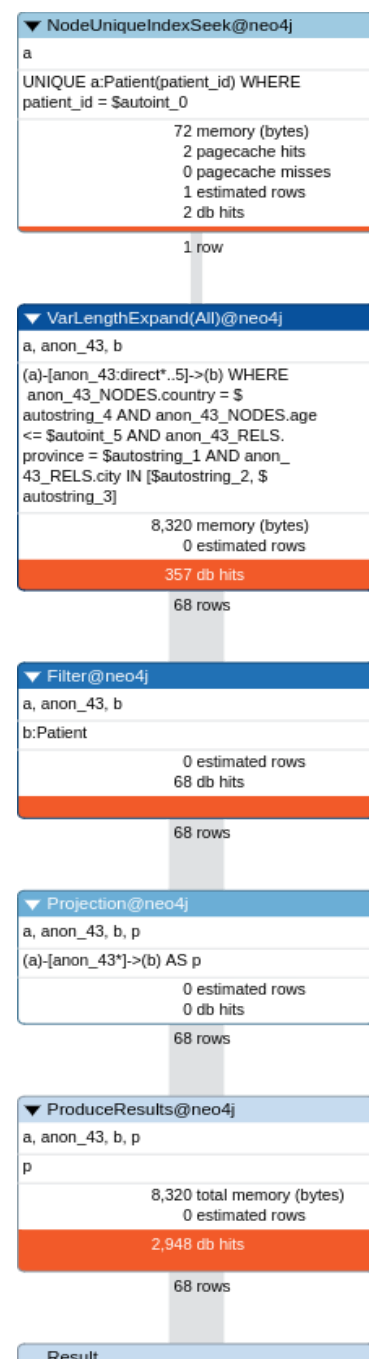 NodeUniqueIndexSeek@neo4j
a
UNIQUE a:Patient(patient_id) WHERE
patient_id = $autoint_0
72 memory (bytes)
2 pagecache hits
0 pagecache misses
1 estimated rows
2 db hits
1 row
VarLengthExpand(All)@neo4j
a, anon_43, b
(a)-[anon_43:direct*..5]->(b) WHERE
anon_43_NODES.country = $
autostring_4 AND anon_43_NODES.age
<= $autoint_5 AND anon_43_RELS.
province = $autostring_1 AND anon_
43_RELS.city IN [$autostring_2, $
autostring_3]
8,320 memory (bytes)
0 estimated rows
357 db hits
68 rows
Filter@neo4j
a, anon_43, b
b:Patient
0 estimated rows
68 db hits
68 rows
Projection@neo4j
a, anon_43, b, p
(a)-[anon_43*]->(b) AS p
0 estimated rows
0 db hits
68 rows
ProduceResults@neo4j
a, anon_43, b, p
p
8,320 total memory (bytes)
0 estimated rows
2,948 db hits
68 rows
Result